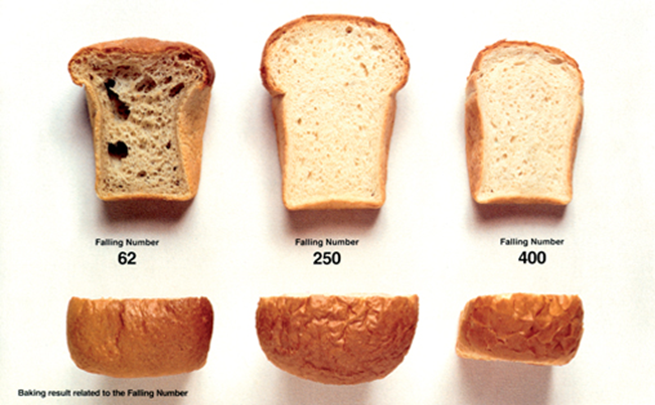 Falling Number
62
Falling Number
250
Falling Number
400
Baking result related to the Falling Number